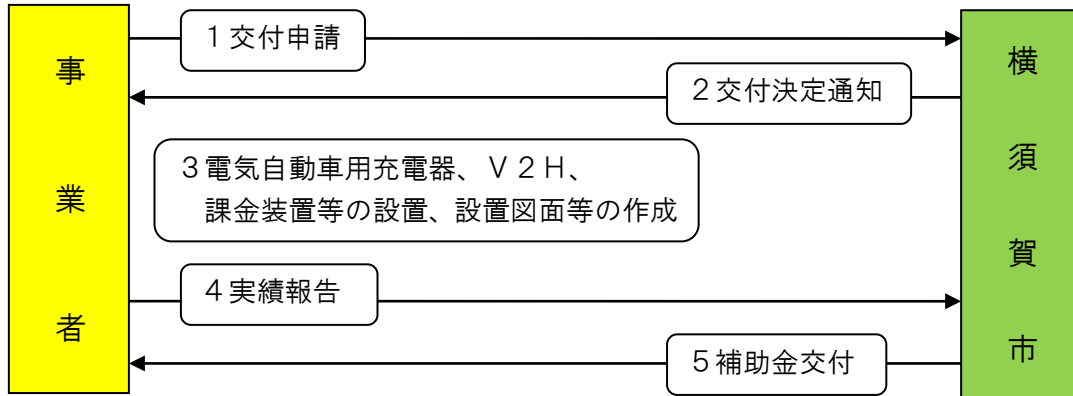 事業者
１交付申請
横須賀市
２交付決定通知
３電気自動車用充電器、Ｖ２Ｈ、
課金装置等の設置、設置図面等の作成
４実績報告
５補助金交付